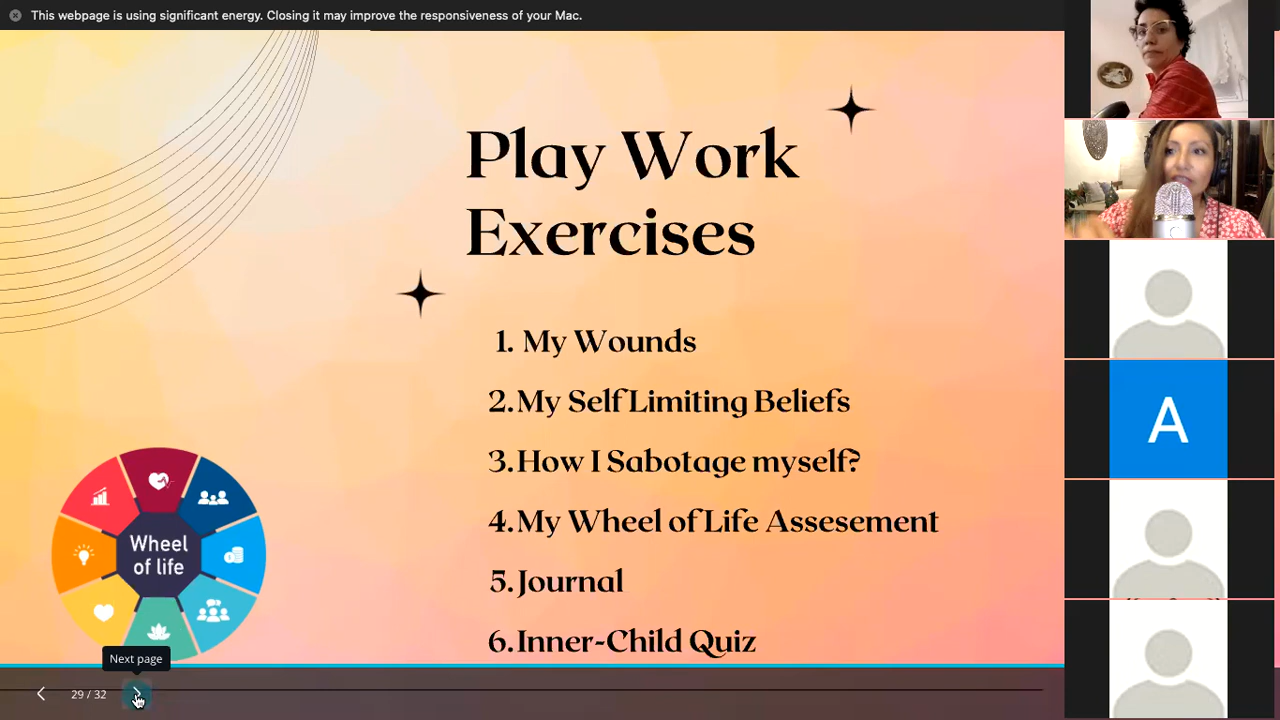 This webpage is using significant energy. Closing it may improve the responsiveness of your Mac.
Play Work
Exercises
1. My Wounds
2. My Self Limiting Beliefs
3. How I Sabotage myself?
4. My Wheel of Life Assesement
5. Journal
6. Inner-Child Quiz
Wheel
of life
Next page
29 / 32
A